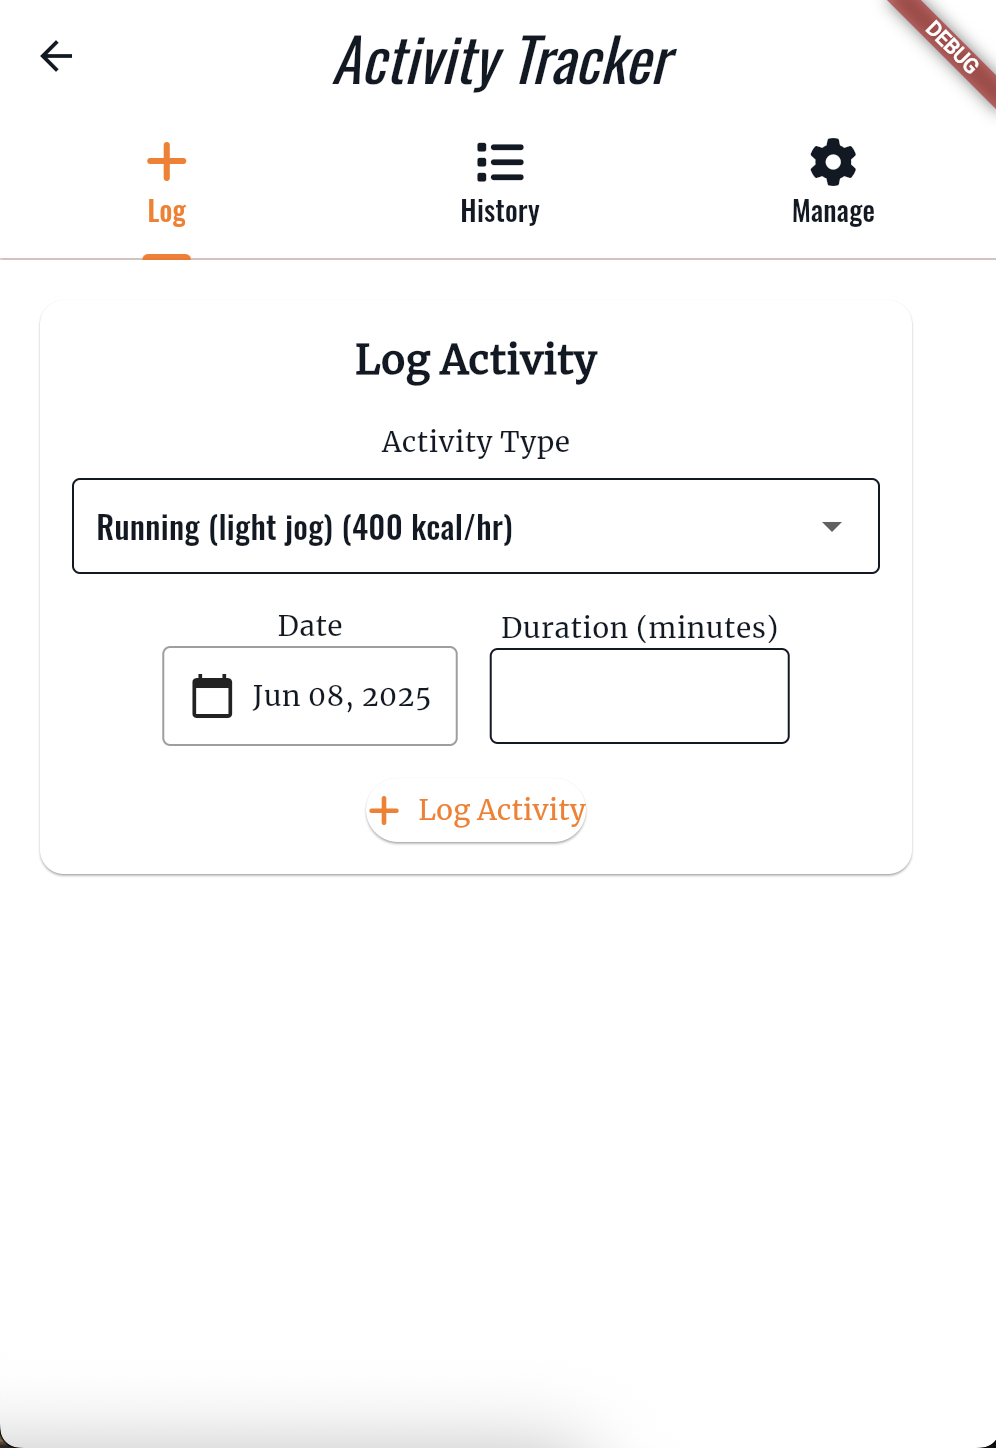 Activity Tracker
DEBUG
Log
History
Manage
Log Activity
Activity Type
Running (light jog) (400 kcal/hr)
Date
Duration (minutes)
Jun 08, 2025
Log Activity